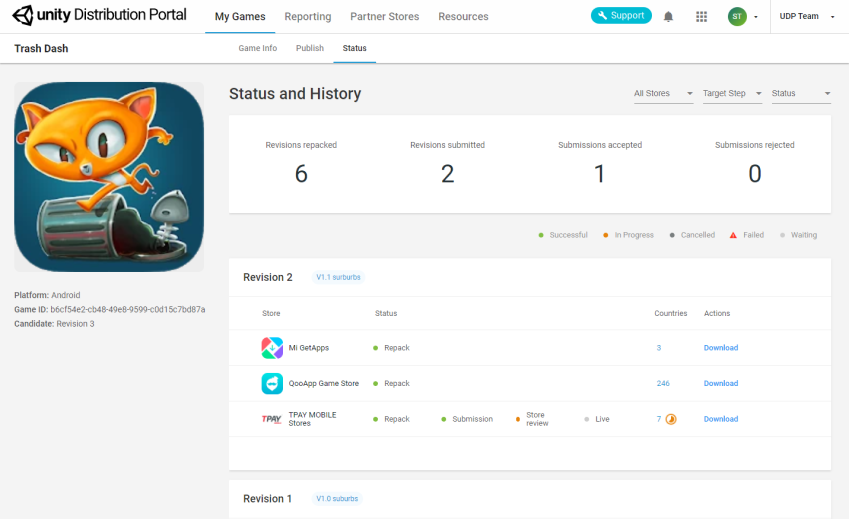 unity Distribution Portal
My Games
Reporting
Partner Stores
Resources
Support
ST
UDP Team
Trash Dash
Game Info
Publish
Status
Status and History
All Stores
Target Step
Status
Revisions repacked
Revisions submitted
Submissions accepted
Submissions rejected
6
2
1
0
Successful
In Progress
Cancelled
Failed
Waiting
Platform: Android
Game ID: b6cf54e2-cb48-49e8-9599-c0d15c7bd87a
Candidate: Revision 3
Revision 2
V1.1 surburbs
Store
Status
Countries
Actions
Mi GetApps
Repack
3
Download
QooApp Game Store
Repack
246
Download
TPAY
TPAY MOBILE
Stores
Repack
Submission
Store
review
Live
7
Download
Revision 1
V1.0 suburbs